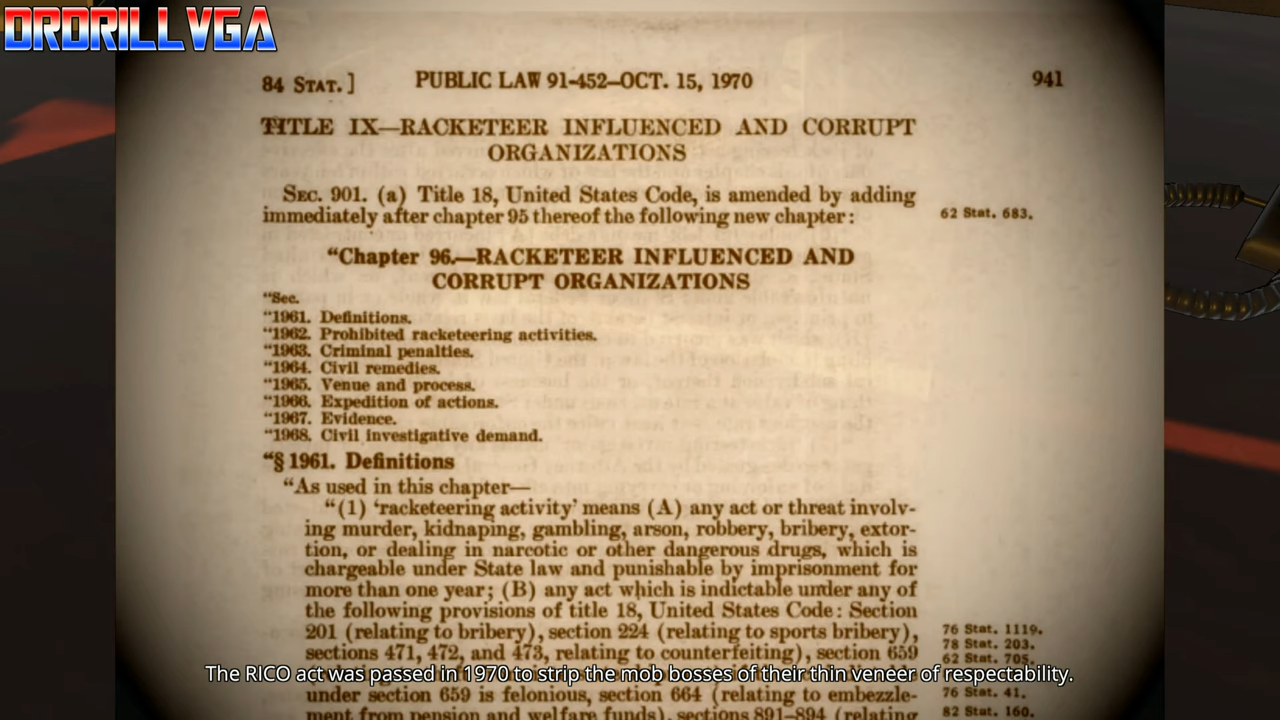 DRDRILLVGA
84 STAT. ] PUBLIC LAW 91-452—OCT. 15, 1970 941
TITLE IX—RACKETEER INFLUENCED AND CORRUPT
ORGANIZATIONS
SEC. 901. (a) Title 18, United States Code, is amended by adding
immediately after chapter 95 thereof the following new chapter: 62 Stat. 683.
"Chapter 96.—RACKETEER INFLUENCED AND
CORRUPT ORGANIZATIONS
"Sec.
"1961. Definitions.
"1962. Prohibited racketeering activities.
"1963. Criminal penalties.
"1964. Civil remedies.
"1965. Venue and process.
"1966. Expedition of actions.
"1967. Evidence.
"1968. Civil investigative demand.
"§ 1961. Definitions
"As used in this chapter—
"(1) 'racketeering activity' means (A) any act or threat involv-
ing murder, kidnaping, gambling, arson, robbery, bribery, extor-
tion, or dealing in narcotic or other dangerous drugs, which is
chargeable under State law and punishable by imprisonment for
more than one year; (B) any act which is indictable under any of
the following provisions of title 18, United States Code: Section
201 (relating to bribery), section 224 (relating to sports bribery), 76 Stat. 1119.
78 Stat. 203.
sections 471, 472, and 473, relating to counterfeiting), section 659 62 Stat. 705.
The RICO act was passed in 1970 to strip the mob bosses of their thin veneer of respectability.
under section 659 is felonious, section 664 (relating to embezzle- 76 Stat. 41.
ment from pension and welfare funds), sections 891-894 (relating 82 Stat. 160.